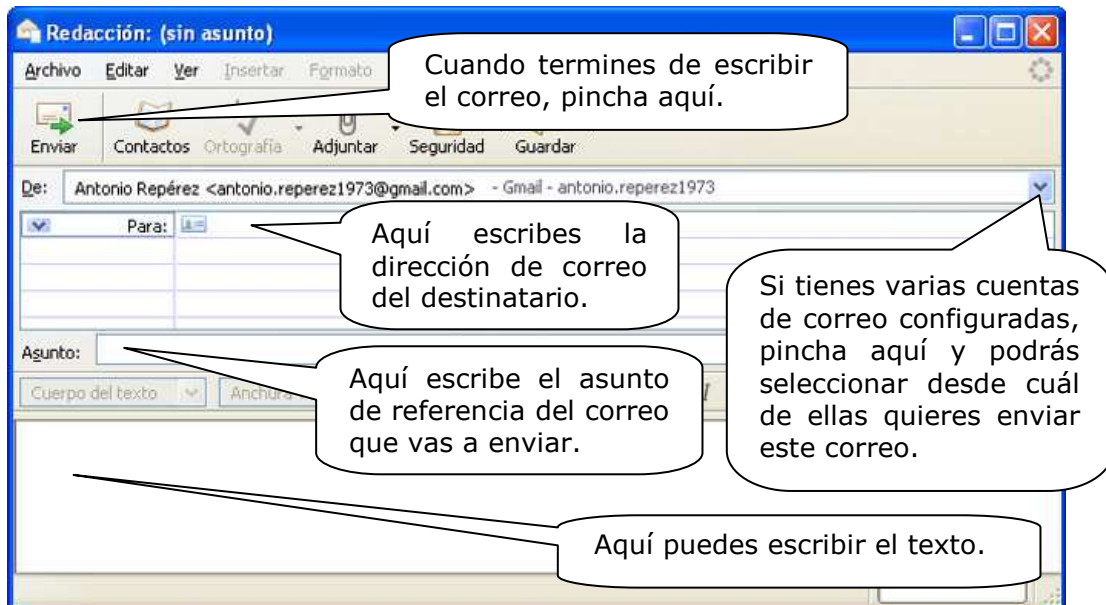 Redacción: (sin asunto)
Archivo Editar Ver Insertar Formato
Cuando termines de escribir
el correo, pincha aquí.
Enviar Contactos Ortografía Adjuntar Seguridad Guardar
De: Antonio Repérez <antonio.reperez1973@gmail.com> - Gmail - antonio.reperez1973
Para:
Aquí escribes la
dirección de correo
del destinatario.
Si tienes varias cuentas
de correo configuradas,
pincha aquí y podrás
seleccionar desde cuál
de ellas quieres enviar
este correo.
Asunto:
Aquí escribe el asunto
de referencia del correo
que vas a enviar.
Cuerpo del texto Anchura I
Aquí puedes escribir el texto.